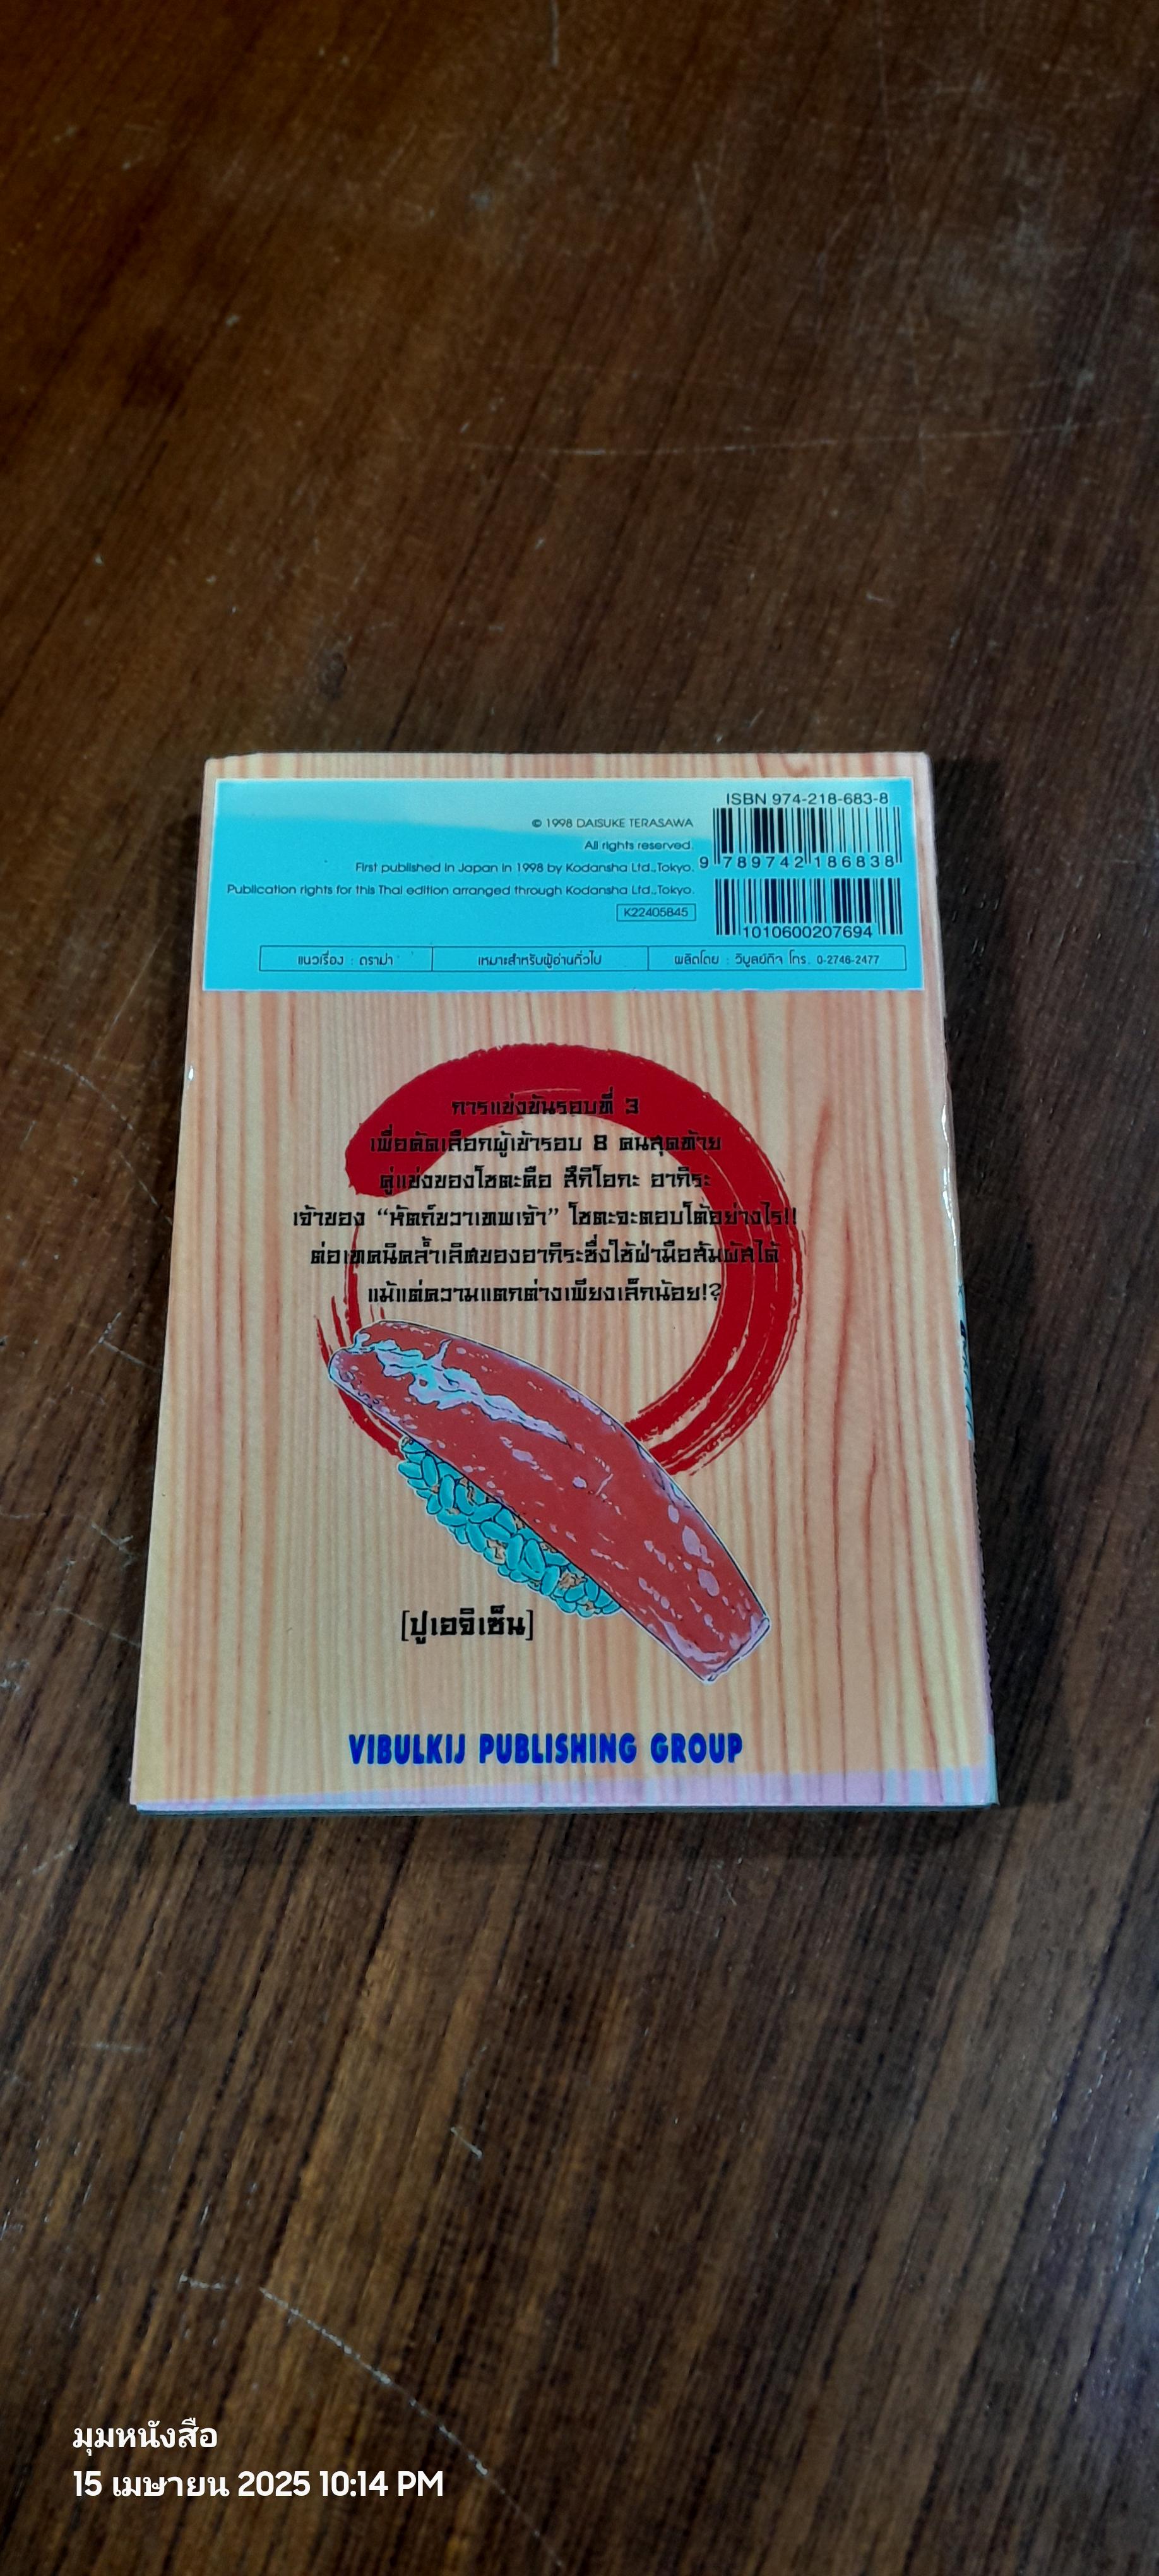 ISBN 974-218-683-8
© 1998 DAISUKE TERASAWA
All rights reserved.
First published in Japan in 1998 by Kodansha Ltd.,Tokyo.
9 789742 186838
Publication rights for this Thai edition arranged through Kodansha Ltd.,Tokyo.
K22405845
1010600207694
แนวเรื่อง : ดราม่า
เหมาะสำหรับผู้อ่านทั่วไป
ผลิตโดย : วิบูลย์กิจ โทร. 0-2746-2477
การแข่งขันรอบที่ 3
เพื่อคัดเลือกผู้เข้ารอบ 8 คนสุดท้าย
คู่แข่งของโชตะคือ สึกิโอกะ อากิระ
เจ้าของ “หัตถ์ขวาเทพเจ้า” โชตะจะตอบโต้อย่างไร!!
ต่อเทคนิคล้ำเลิศของอากิระซึ่งใช้ฝ่ามือสัมผัสได้
แม้แต่ความแตกต่างเพียงเล็กน้อย!?
[ปูเอจิเซ็น]
VIBULKIJ PUBLISHING GROUP
มุมหนังสือ
15 เมษายน 2025 10:14 PM